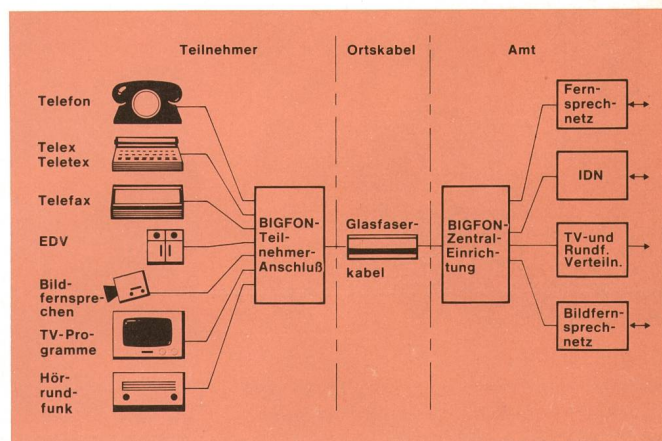 Teilnehmer
Ortskabel
Amt
Telefon
Telex
Teletex
Telefax
EDV
Bild-
fernspre-
chen
TV-Pro-
gramme
Hör-
rund-
funk
BIGFON-
Teil-
nehmer-
Anschluß
Glasfaser-
kabel
BIGFON-
Zentral-
Einrich-
tung
Fern-
sprech-
netz
IDN
TV-und
Rundf.
Verteiln.
Bildfern-
sprech-
netz